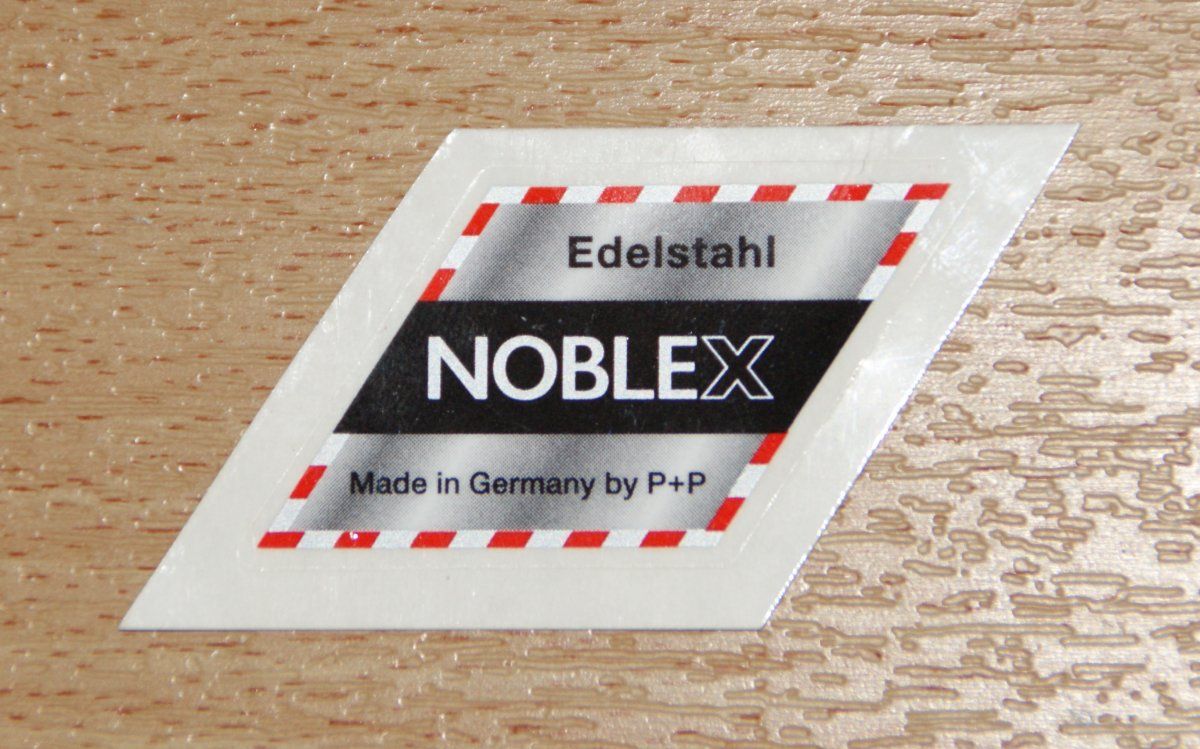 Edelstahl
NOBLEX
Made in Germany by P+P